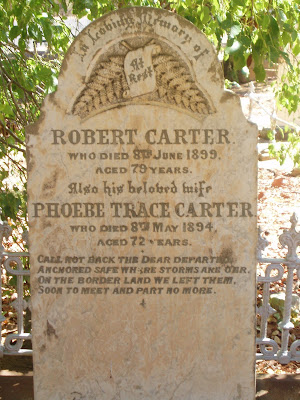 In Loving Memory of
At
Rest
ROBERT CARTER
WHO DIED 8TH JUNE 1899,
AGED 79 YEARS.
Also his beloved wife
PHOEBE TRACE CARTER
WHO DIED 8TH MAY 1894,
AGED 72 YEARS.
CALL NOT BACK THE DEAR DEPARTED,
ANCHORED SAFE WHERE STORMS ARE O'ER,
ON THE BORDER LAND WE LEFT THEM,
SOON TO MEET AND PART NO MORE.